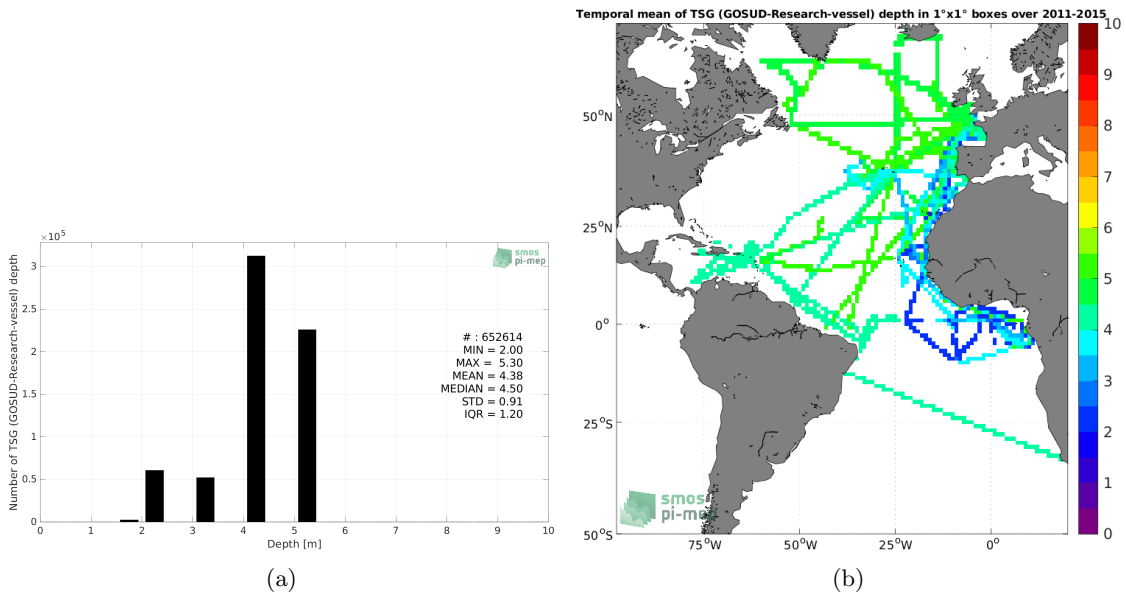 Temporal mean of TSG (GOSUD-Research-vessel) depth in 1°x1° boxes over 2011-2015
×10⁵
Number of TSG (GOSUD-Research-vessel) depth
3
2.5
2
1.5
1
0.5
0
0 1 2 3 4 5 6 7 8 9 10
Depth [m]
smos
pi-mep
# : 652614
MIN = 2.00
MAX = 5.30
MEAN = 4.38
MEDIAN = 4.50
STD = 0.91
IQR = 1.20
(a)
50°N
25°N
0°
25°S
50°S
75°W 50°W 25°W 0°
smos
pi-mep
10
9
8
7
6
5
4
3
2
1
0
(b)